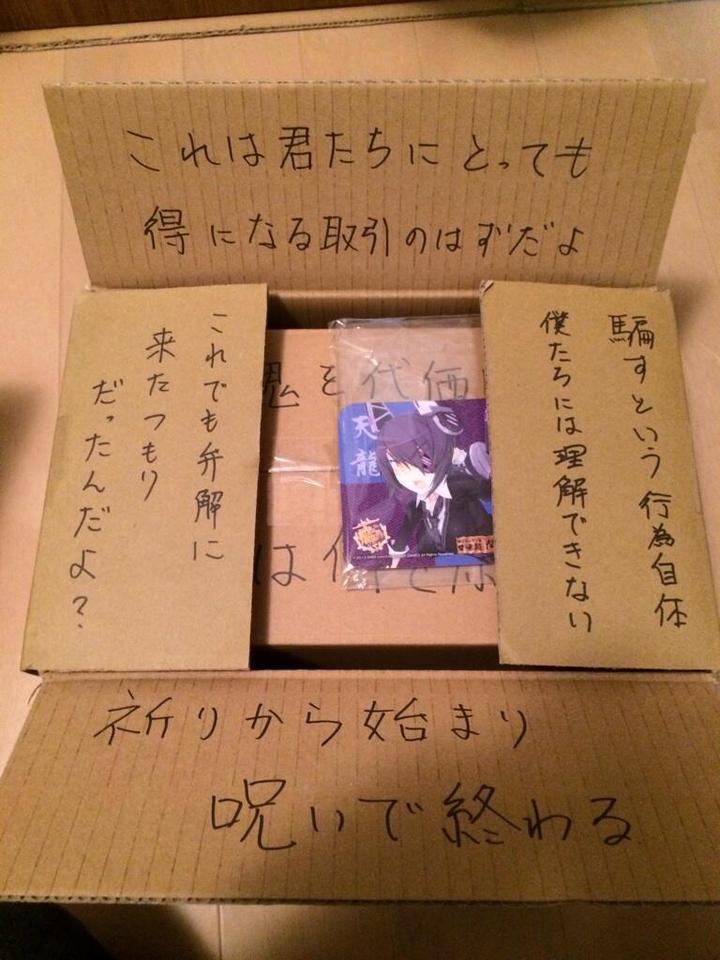 これは君たちにとっても
得になる取引のはずだよ
騙すという行為自体
僕たちには理解できない
これでも弁解に
来たつもり
だったんだよ?
魂を代価
天龍
は何
祈りから始まり
呪いで終わる